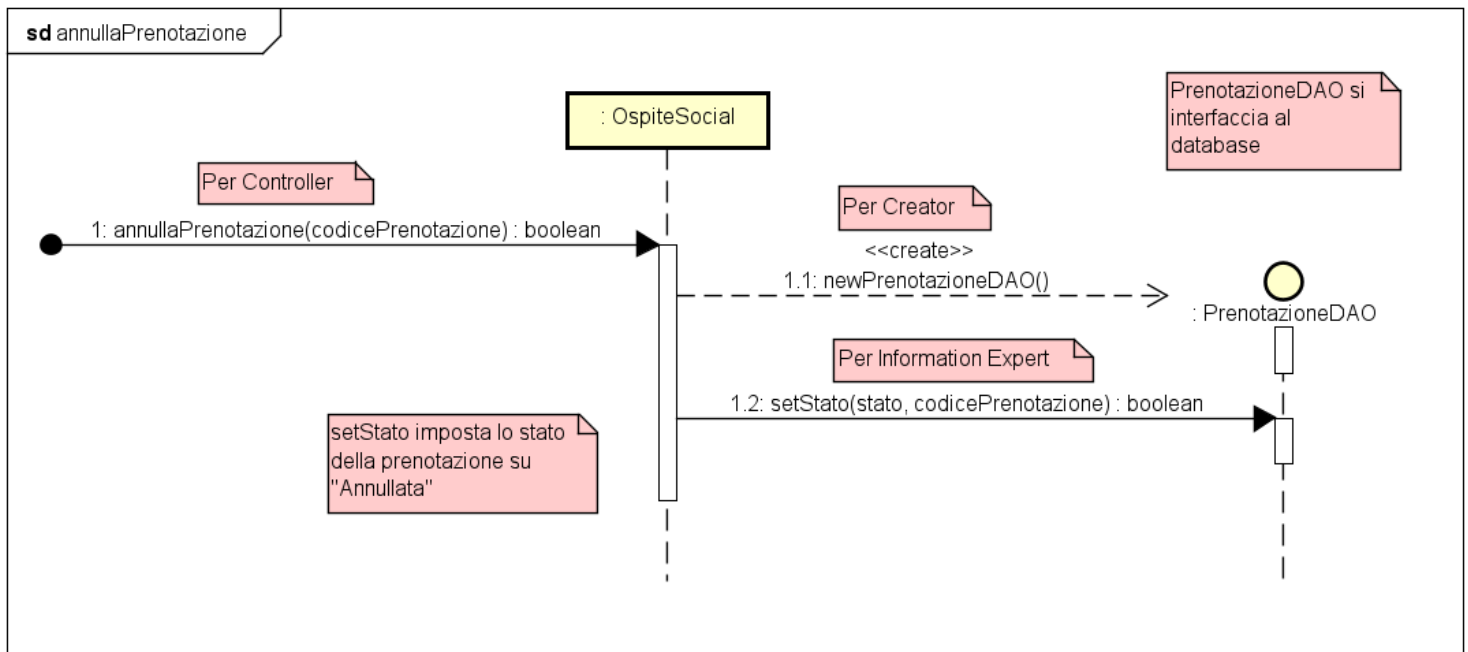 sd annullaPrenotazione
PrenotazioneDAO si
interfaccia al
database
: OspiteSocial
Per Controller
Per Creator
1: annullaPrenotazione(codicePrenotazione) : boolean
<<create>>
1.1: newPrenotazioneDAO()
: PrenotazioneDAO
Per Information Expert
1.2: setStato(stato, codicePrenotazione) : boolean
setStato imposta lo stato
della prenotazione su
"Annullata"